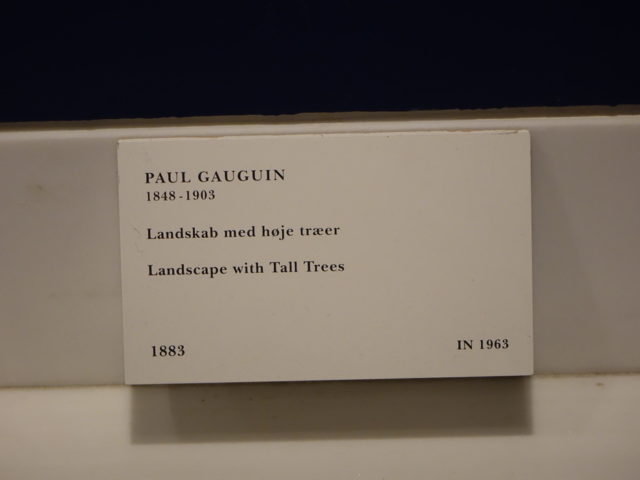 PAUL GAUGUIN
1848-1903
Landskab med høje træer
Landscape with Tall Trees
1883
IN 1963